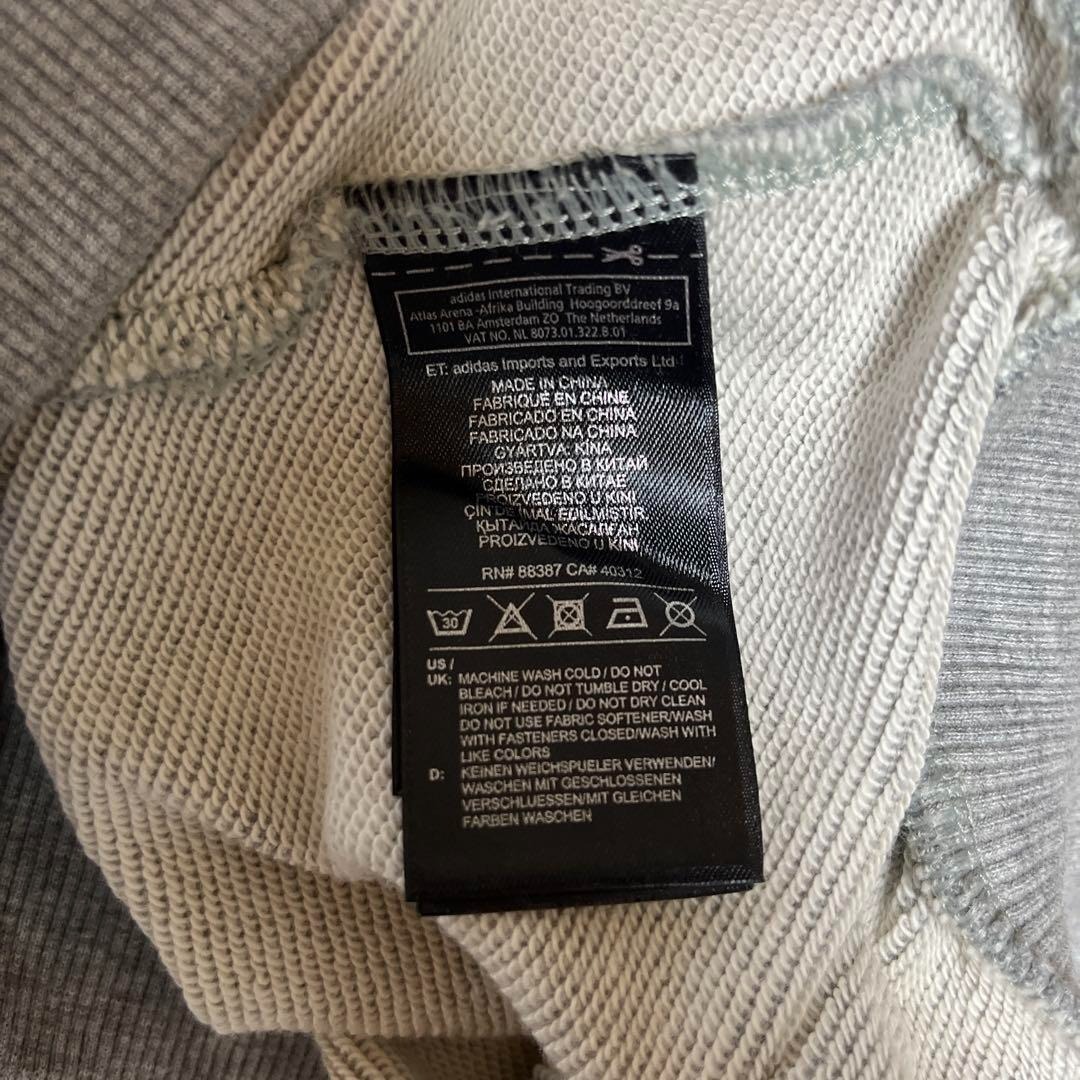 adidas International Trading BV
Atlas Arena -Afrika Building Hoogoorddreef 9a
1101 BA Amsterdam ZO The Netherlands
VAT NO. NL 8073.01.322.B.01
ET: adidas Imports and Exports Ltd
MADE IN CHINA
FABRIQUÉ EN CHINE
FABRICADO EN CHINA
FABRICADO NA CHINA
GYÁRTVA: KÍNA
ПРОИЗВЕДЕНО В КИТАЙ
СДЕЛАНО В КИТАЕ
PROIZVEDENO U KINI
ÇİN DE İMAL EDİLMİŞTİR
КЫТАЙДА ЖАСАЛҒАН
PROIZVEDENO U KINI
RN# 88387 CA# 40312
30
US /
UK: MACHINE WASH COLD / DO NOT
BLEACH / DO NOT TUMBLE DRY / COOL
IRON IF NEEDED / DO NOT DRY CLEAN
DO NOT USE FABRIC SOFTENER/WASH
WITH FASTENERS CLOSED/WASH WITH
LIKE COLORS
D: KEINEN WEICHSPUELER VERWENDEN/
WASCHEN MIT GESCHLOSSENEN
VERSCHLUESSEN/MIT GLEICHEN
FARBEN WASCHEN